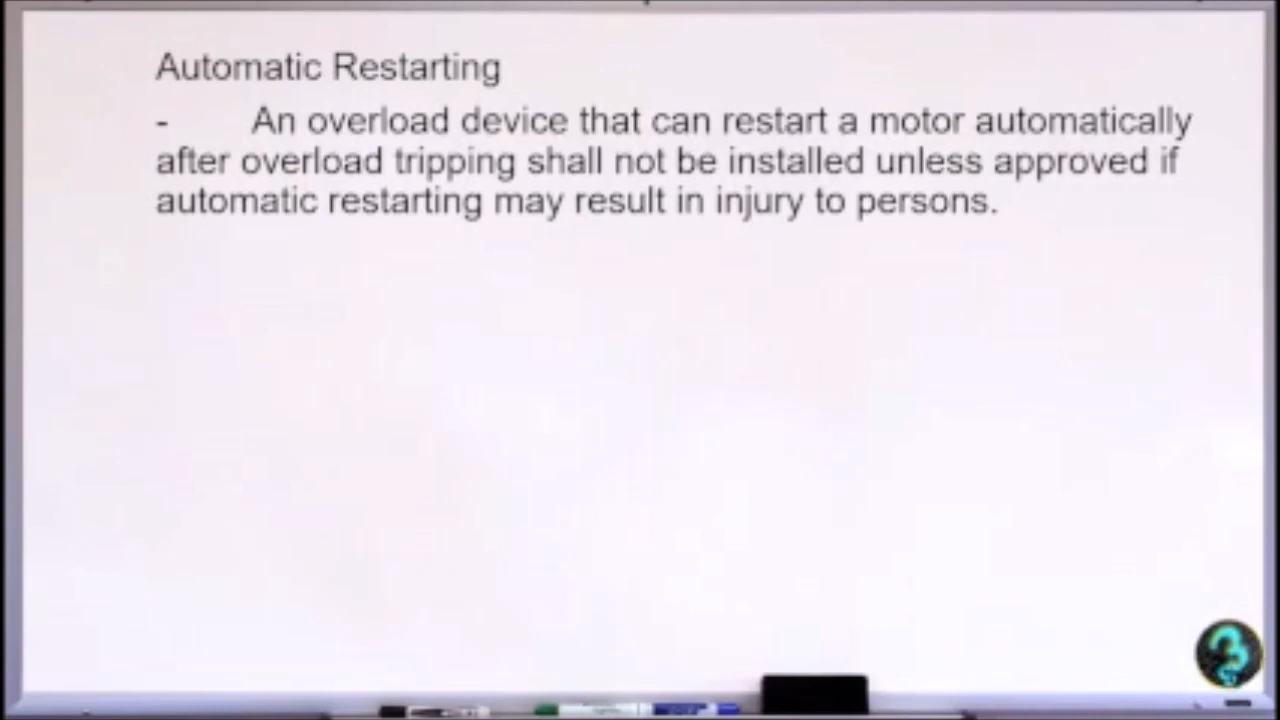 Automatic Restarting
- An overload device that can restart a motor automatically
after overload tripping shall not be installed unless approved if
automatic restarting may result in injury to persons.